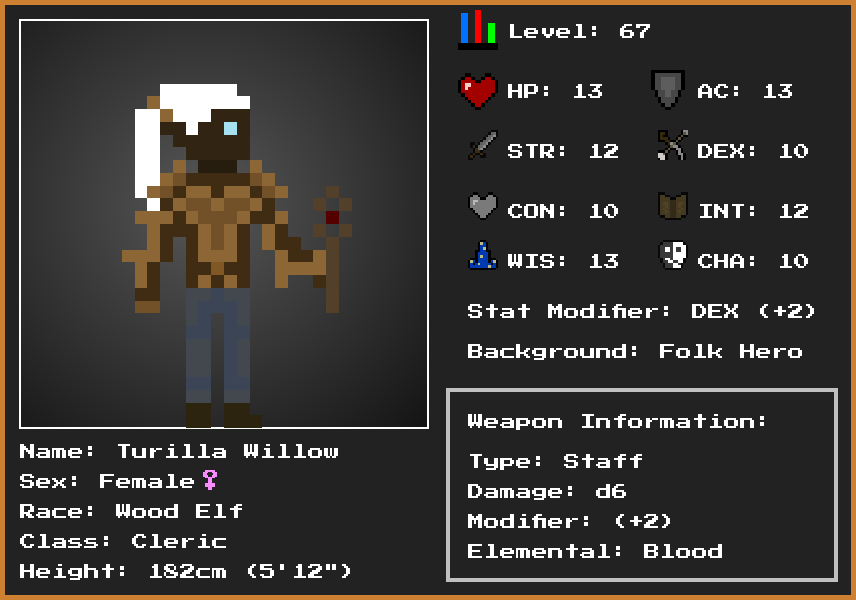 Level: 67
HP: 13 AC: 13
STR: 12 DEX: 10
CON: 10 INT: 12
WIS: 13 CHA: 10
Stat Modifier: DEX (+2)
Background: Folk Hero
Weapon Information:
Type: Staff
Damage: d6
Modifier: (+2)
Elemental: Blood
Name: Turilla Willow
Sex: Female♀
Race: Wood Elf
Class: Cleric
Height: 182cm (5'12")